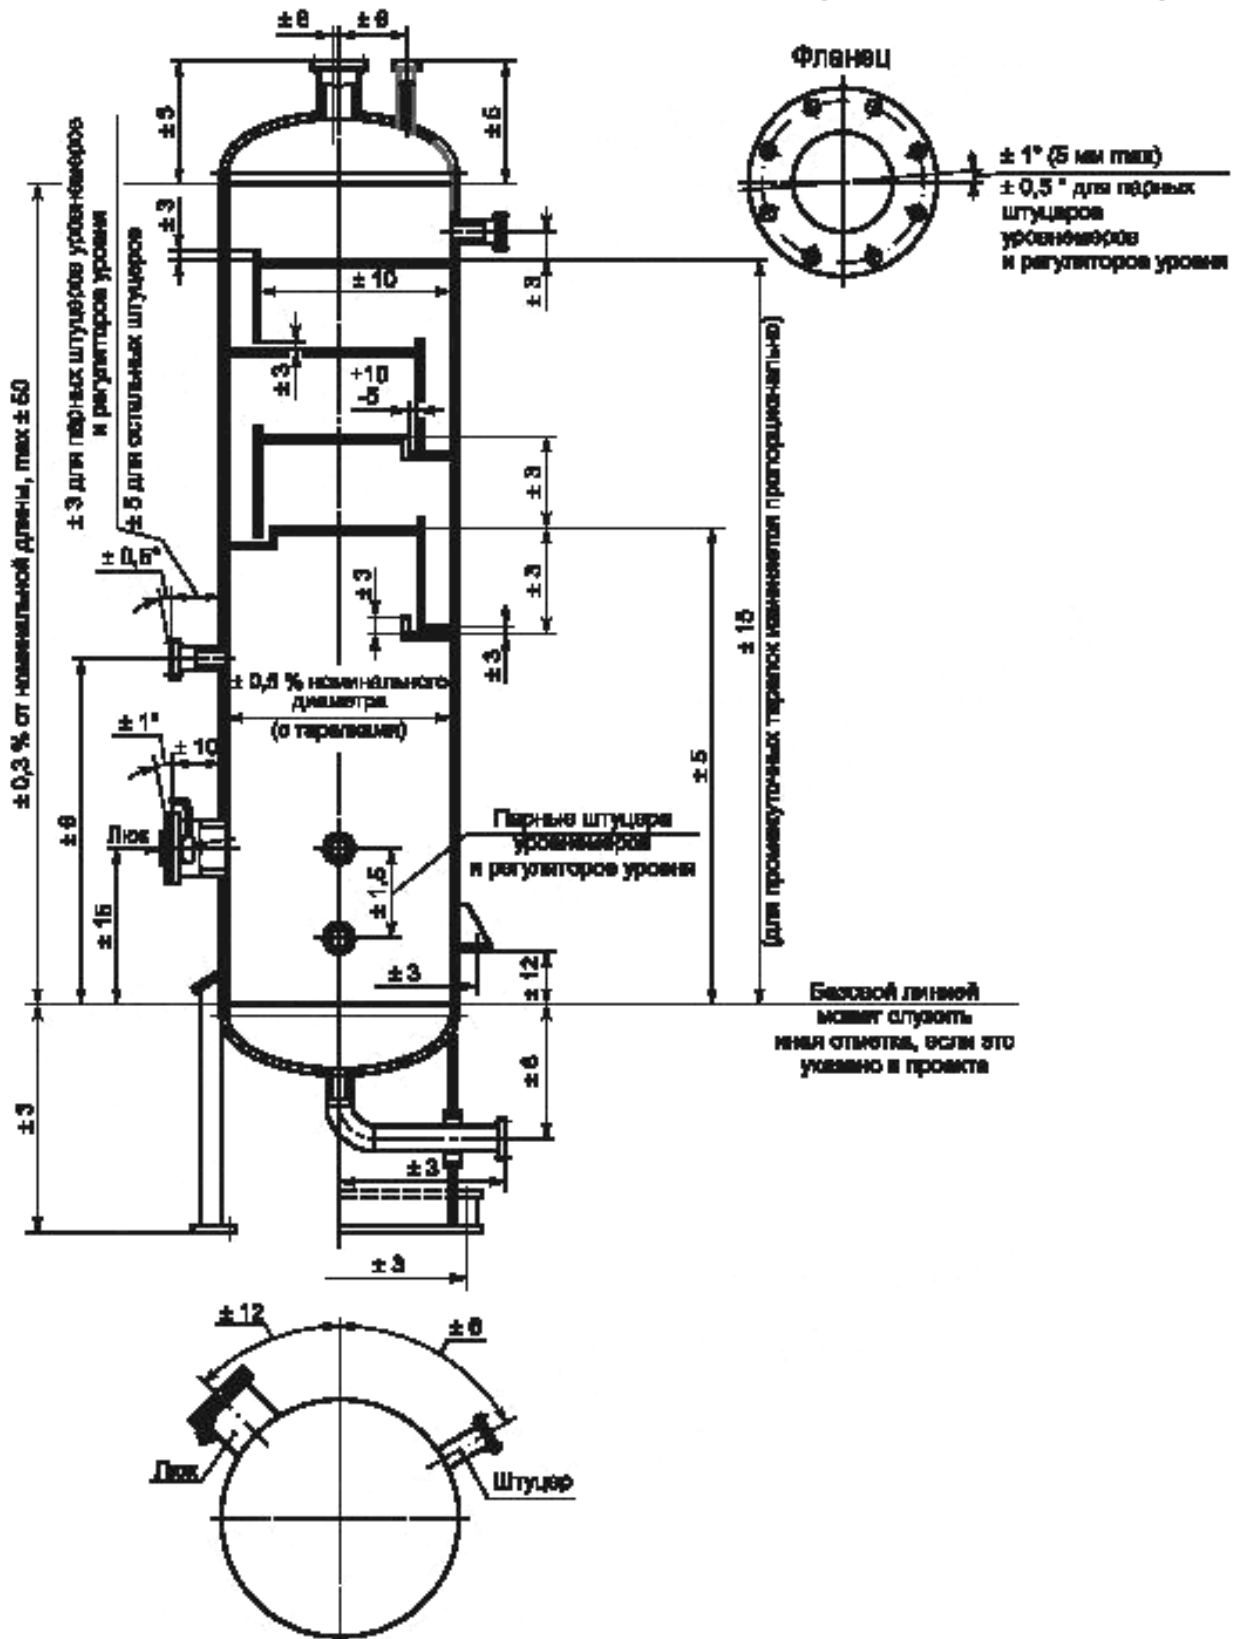 ± 6
± 6
Фланец
± 5
± 5
± 3 для парных штуцеров уровнемеров
и регуляторов уровня
± 5 для остальных штуцеров
± 1° (5 мм max)
± 0,5 ° для парных
штуцеров
уровнемеров
и регуляторов уровня
± 3
± 10
± 3
± 3
+10
-5
± 0,3 % от номинальной длины, max ± 50
± 3
± 0,5°
± 3
± 3
± 3
± 15
(для промежуточных тарелок изменяется пропорционально)
± 0,5 % номинального
диаметра
(с тарелками)
± 1°
± 10
± 5
Люк
Парные штуцера
уровнемеров
и регуляторов уровня
± 1,5
± 15
± 3
± 12
Базовой линией
может служить
иная отметка, если это
указано в проекте
± 3
± 3
± 3
± 12
± 6
Люк
Штуцер